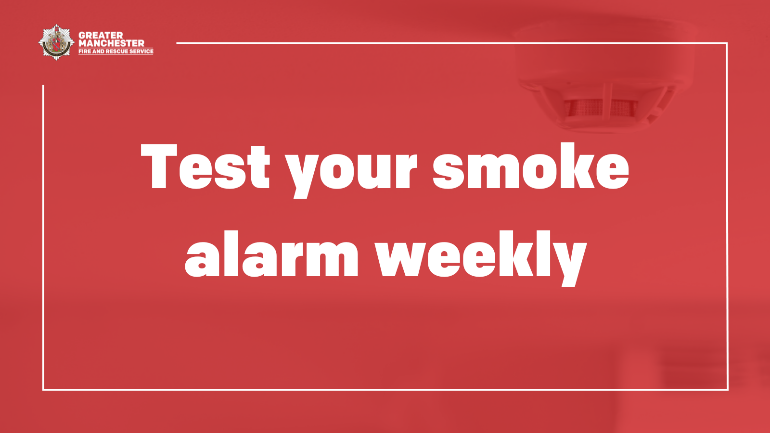 GREATER
MANCHESTER
FIRE AND RESCUE SERVICE
Test your smoke
alarm weekly